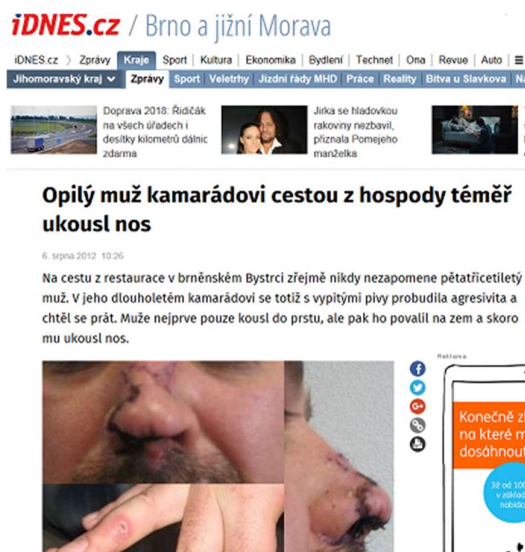 iDNES.cz / Brno a jižní Morava
iDNES.cz > Zprávy Kraje Sport Kultura Ekonomika Bydlení Technet Ona Revue Auto
Jihomoravský kraj Zprávy Sport Veletrhy Jízdní řády MHD Práce Reality Bitva u Slavkova
Doprava 2018: Řidičák
na všech úřadech i
desítky kilometrů dálnic
zdarma
Jirka se hladovkou
rakoviny nezbavil,
přiznala Pomejeho
manželka
Opilý muž kamarádovi cestou z hospody téměř
ukousl nos
6. srpna 2012 10:26
Na cestu z restaurace v brněnském Bystrci zřejmě nikdy nezapomene pětatřicetiletý
muž. V jeho dlouholetém kamarádovi se totiž s vypitými pivy probudila agresivita a
chtěl se prát. Muže nejprve pouze kousl do prstu, ale pak ho povalil na zem a skoro
mu ukousl nos.
Reklama
Konečně
na které
dosáhnout
Již od
v